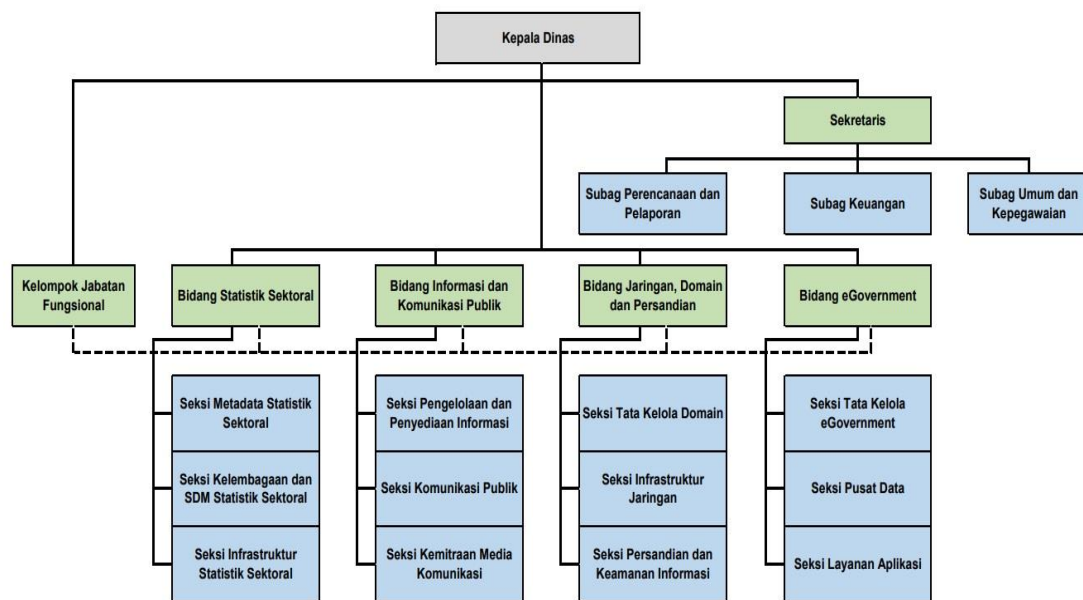 Kepala Dinas
Sekretaris
Subag Perencanaan dan
Pelaporan
Subag Keuangan
Subag Umum dan
Kepegawaian
Kelompok Jabatan
Fungsional
Bidang Statistik Sektoral
Bidang Informasi dan
Komunikasi Publik
Bidang Jaringan, Domain
dan Persandian
Bidang eGovernment
Seksi Metadata Statistik
Sektoral
Seksi Kelembagaan dan
SDM Statistik Sektoral
Seksi Infrastruktur
Statistik Sektoral
Seksi Pengelolaan dan
Penyediaan Informasi
Seksi Komunikasi Publik
Seksi Kemitraan Media
Komunikasi
Seksi Tata Kelola Domain
Seksi Infrastruktur
Jaringan
Seksi Persandian dan
Keamanan Informasi
Seksi Tata Kelola
eGovernment
Seksi Pusat Data
Seksi Layanan Aplikasi